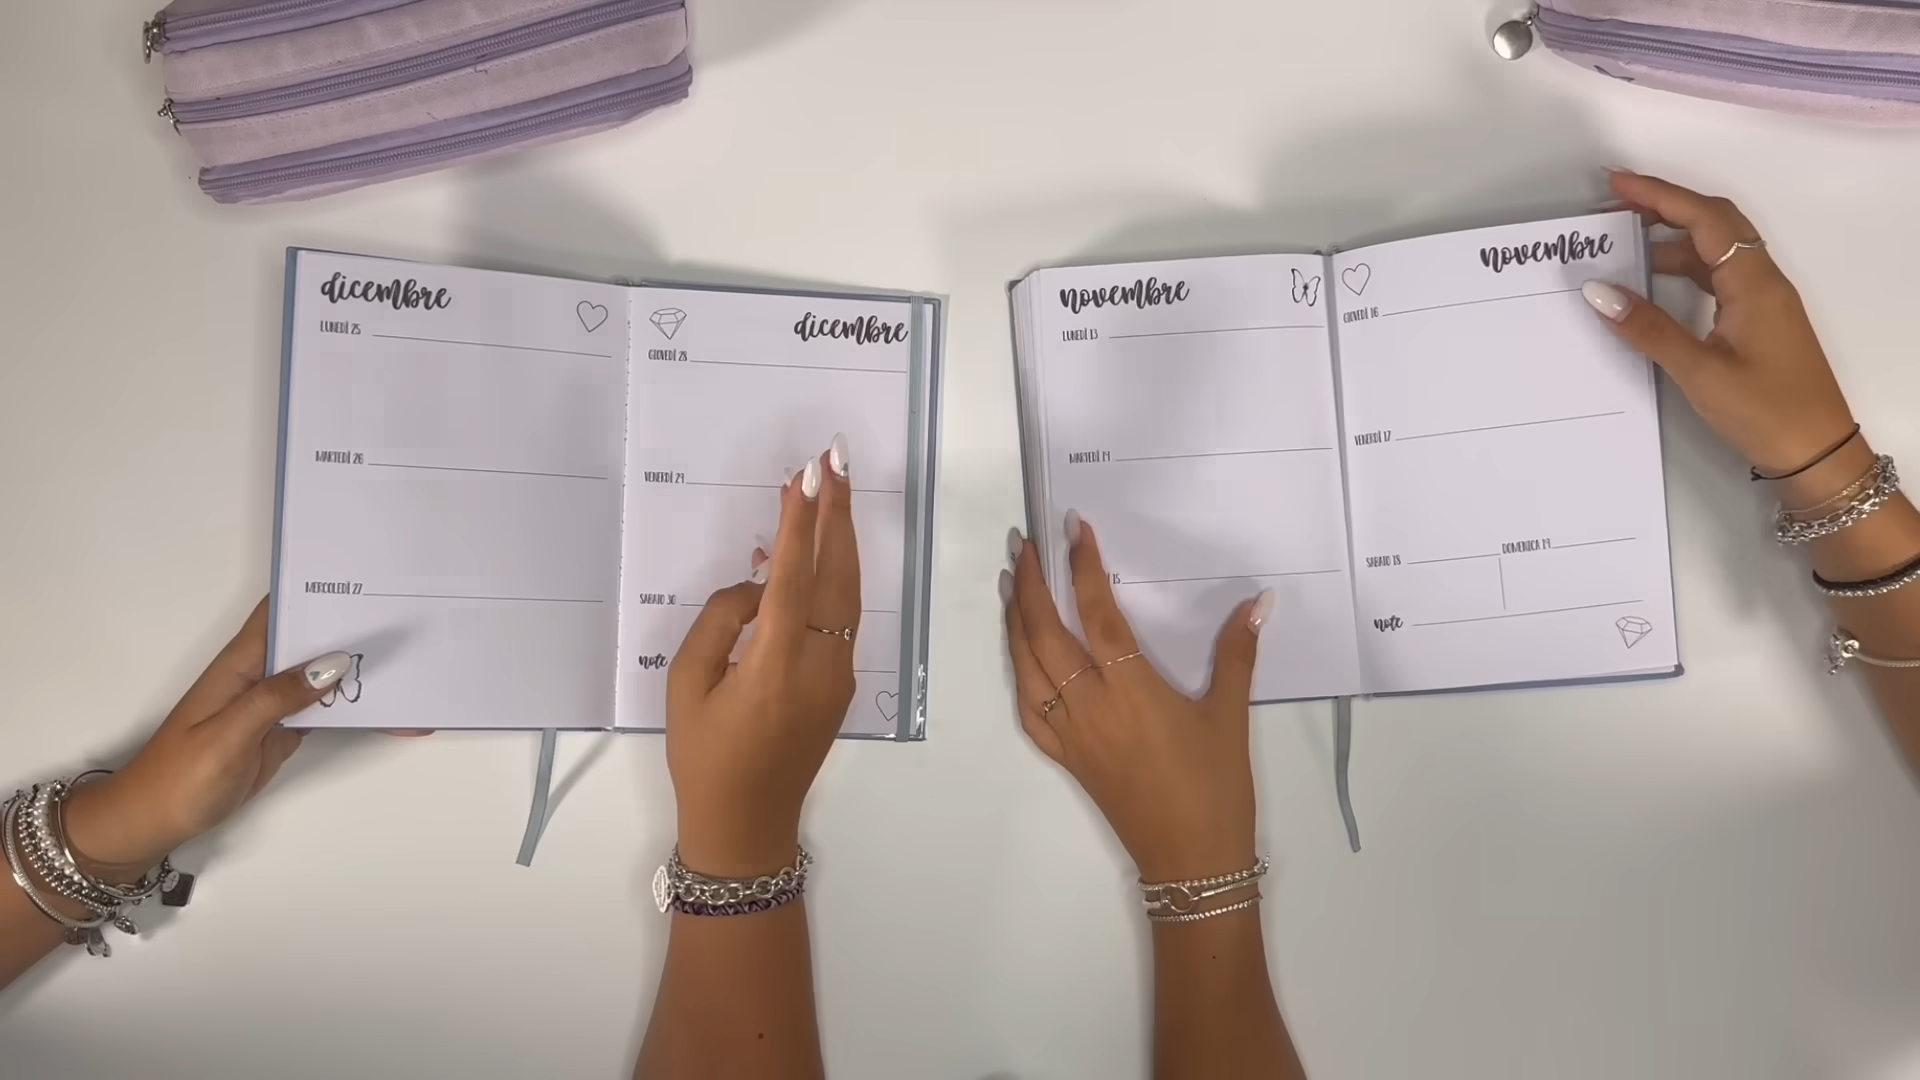 dicembre
LUNEDÌ 25
MARTEDÌ 26
MERCOLEDÌ 27
dicembre
GIOVEDÌ 28
VENERDÌ 29
SABATO 30
note
novembre
LUNEDÌ 13
MARTEDÌ 14
15
novembre
GIOVEDÌ 16
VENERDÌ 17
SABATO 18
DOMENICA 19
note